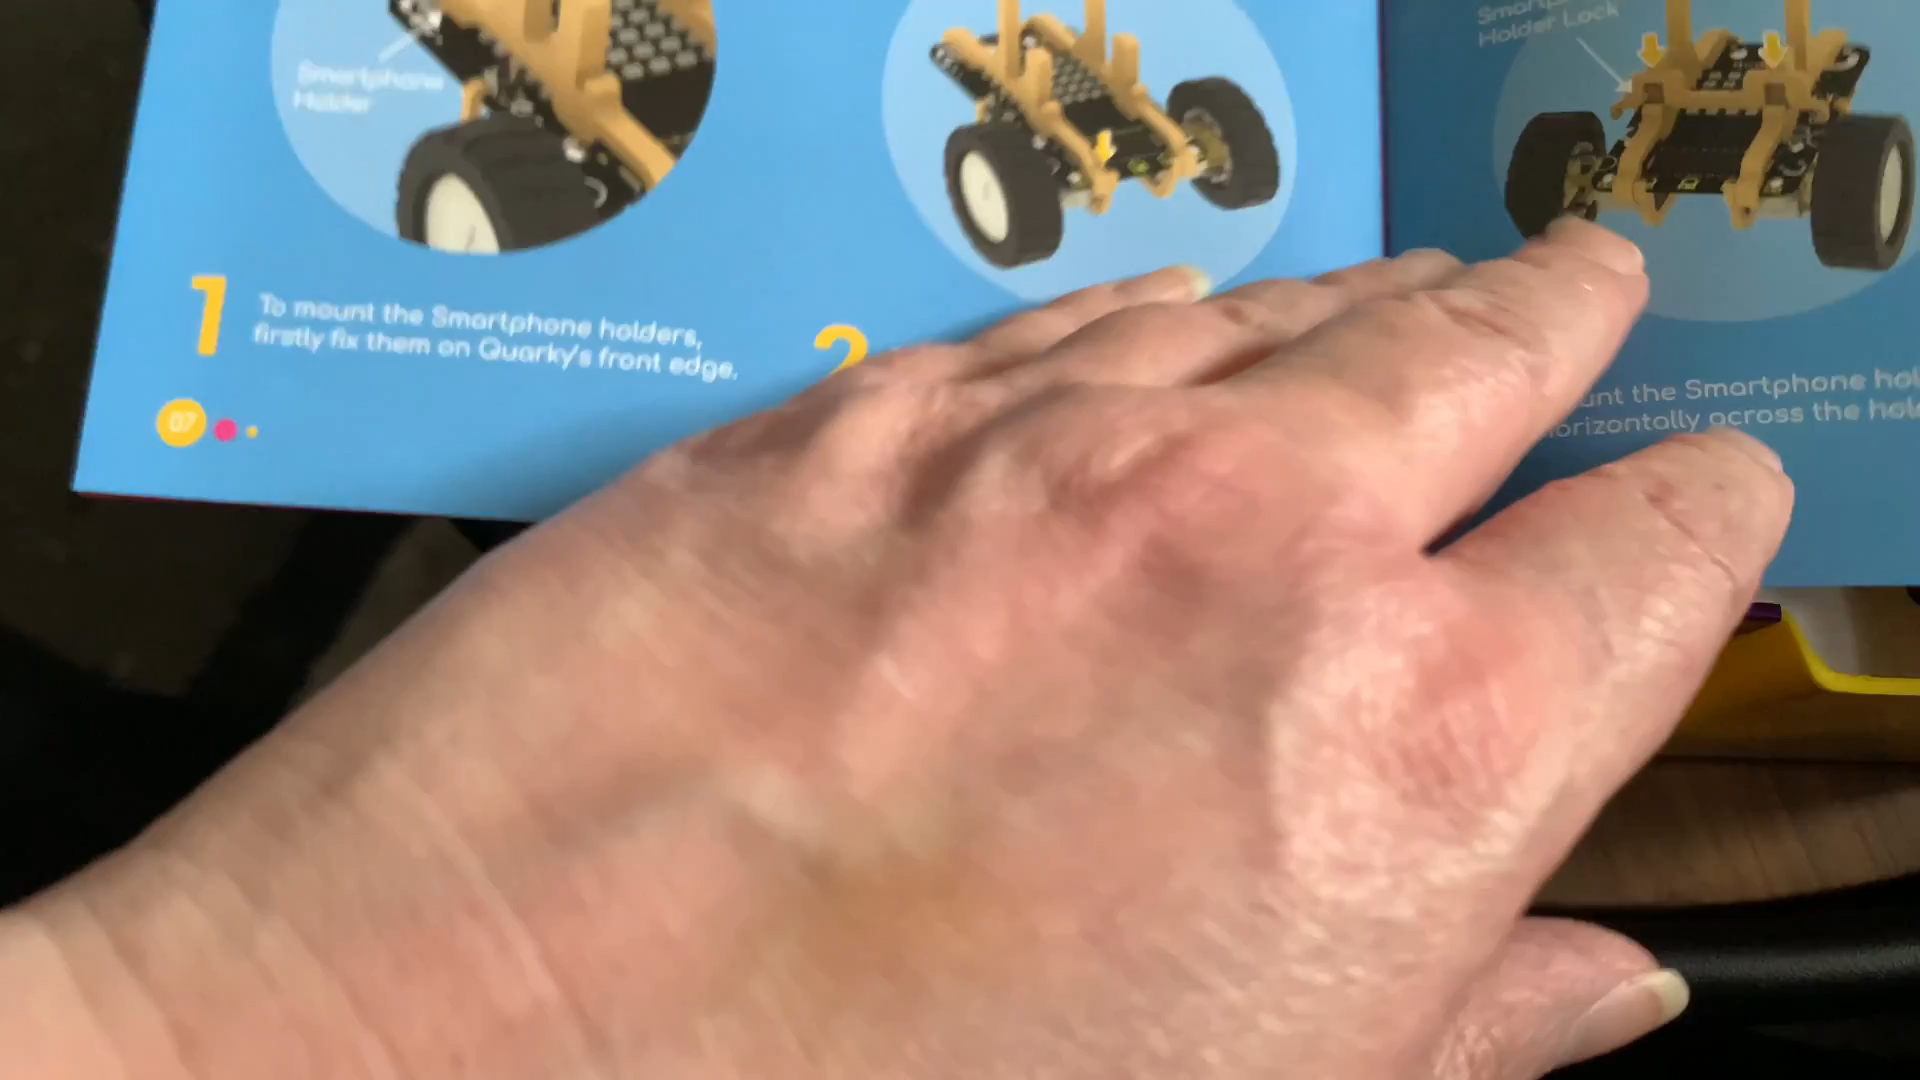 Smartphone
Holder
Holder Lock
1
To mount the Smartphone holders,
firstly fix them on Quarky's front edge.
2
the Smartphone
across the
07